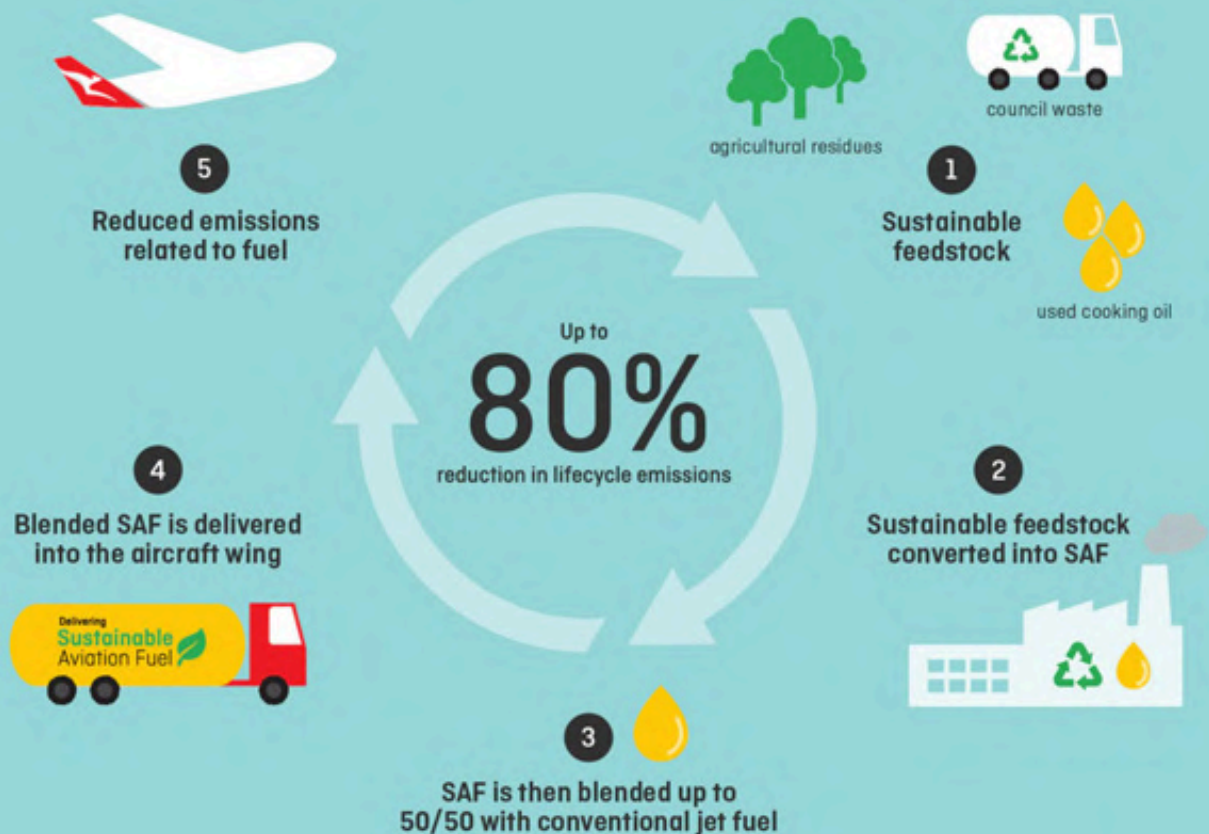 agricultural residues
council waste
1
Sustainable
feedstock
used cooking oil
2
Sustainable feedstock
converted into SAF
3
SAF is then blended up to
50/50 with conventional jet fuel
4
Blended SAF is delivered
into the aircraft wing
Delivering
Sustainable
Aviation Fuel
5
Reduced emissions
related to fuel
Up to
80%
reduction in lifecycle emissions